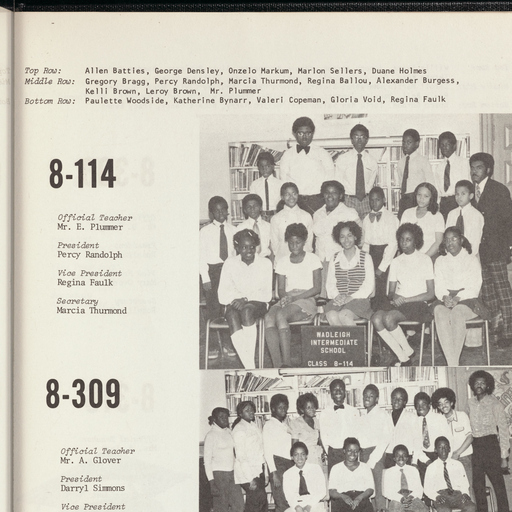 Top Row: Allen Battles, George Densley, Onzelo Markum, Marlon Sellers, Duane Holmes
Middle Row: Gregory Bragg, Percy Randolph, Marcia Thurmond, Regina Ballou, Alexander Burgess,
Kelli Brown, Leroy Brown, Mr. Plummer
Bottom Row: Paulette Woodside, Katherine Bynarr, Valeri Copeman, Gloria Void, Regina Faulk
8-114
Official Teacher
Mr. E. Plummer
President
Percy Randolph
Vice President
Regina Faulk
Secretary
Marcia Thurmond
WADLEIGH
INTERMEDIATE
SCHOOL
CLASS 8-114
8-309
Official Teacher
Mr. A. Glover
President
Darryl Simmons
Vice President